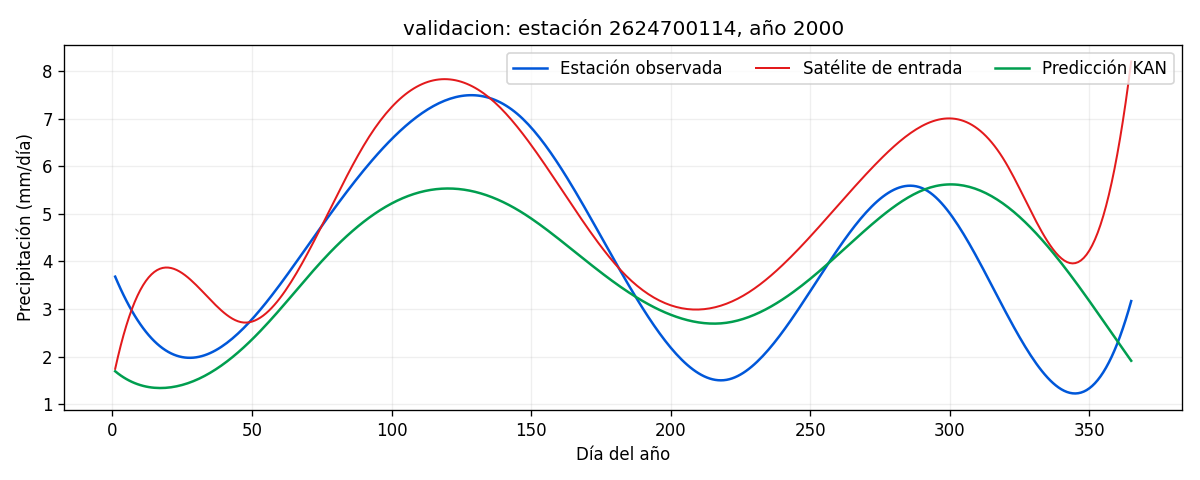 validacion: estación 2624700114, año 2000
Estación observada
Satélite de entrada
Predicción KAN
Precipitación (mm/día)
8
7
6
5
4
3
2
1
0
50
100
150
200
250
300
350
Día del año